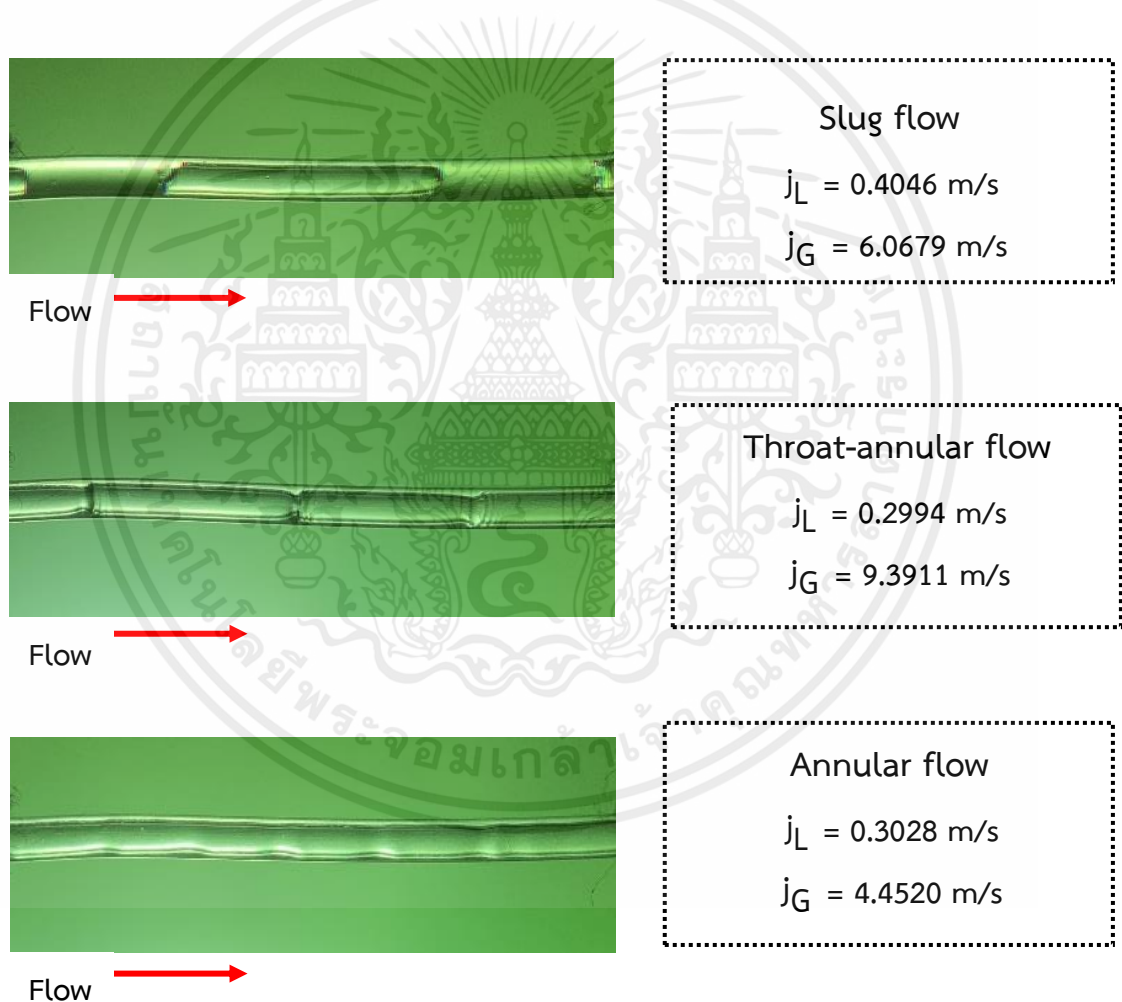 Slug flow
jL = 0.4046 m/s
jG = 6.0679 m/s
Flow
Throat-annular flow
jL = 0.2994 m/s
jG = 9.3911 m/s
Flow
Annular flow
jL = 0.3028 m/s
jG = 4.4520 m/s
Flow